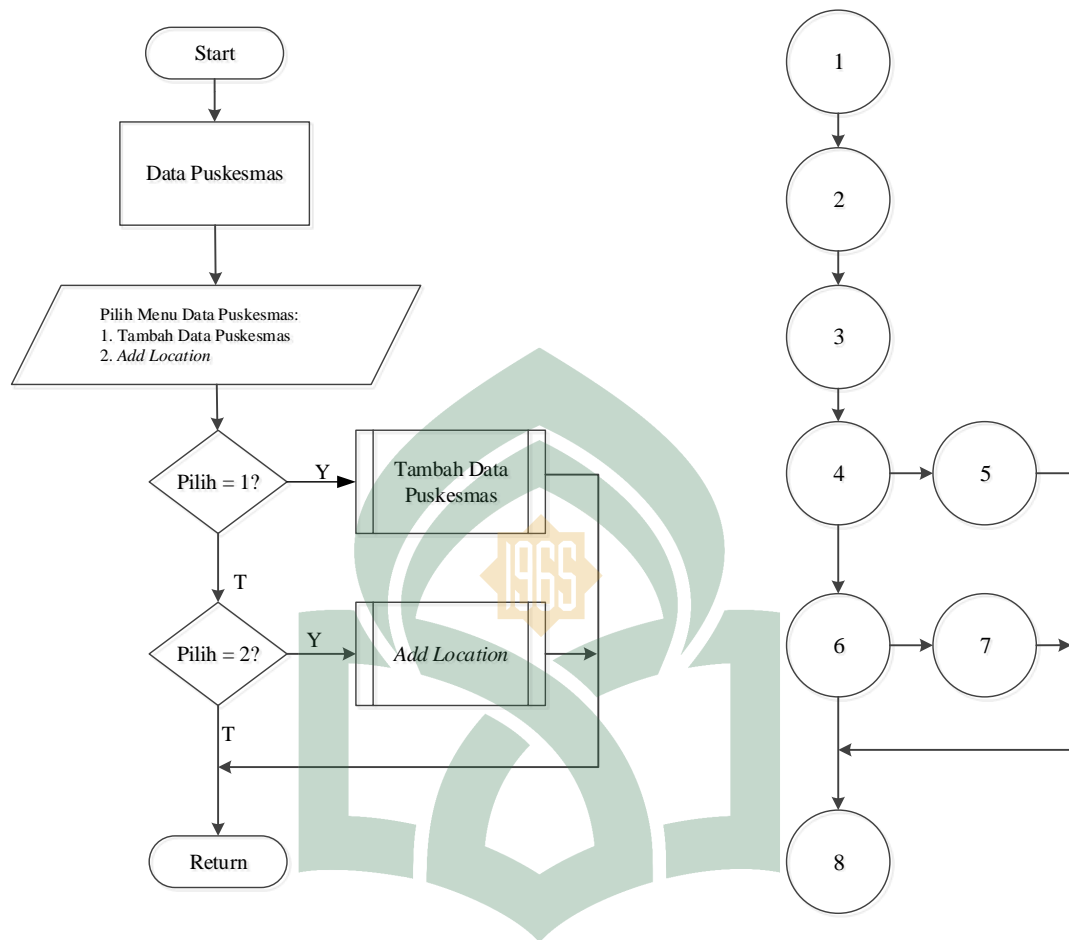 Start
Data Puskesmas
Pilih Menu Data Puskesmas:
1. Tambah Data Puskesmas
2. Add Location
Pilih = 1?
Y
Tambah Data
Puskesmas
T
Pilih = 2?
Y
Add Location
T
Return
1965
1
2
3
4
5
6
7
8